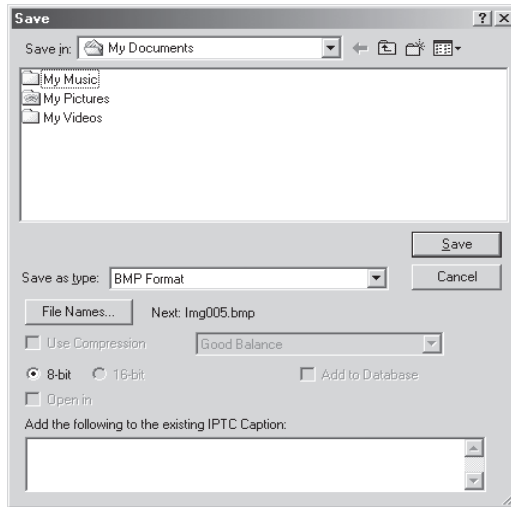 Save
Save in: My Documents
My Music
My Pictures
My Videos
Save
Save as type: BMP Format
Cancel
File Names... Next: Img005.bmp
Use Compression Good Balance
8-bit 16-bit Add to Database
Open in
Add the following to the existing IPTC Caption: